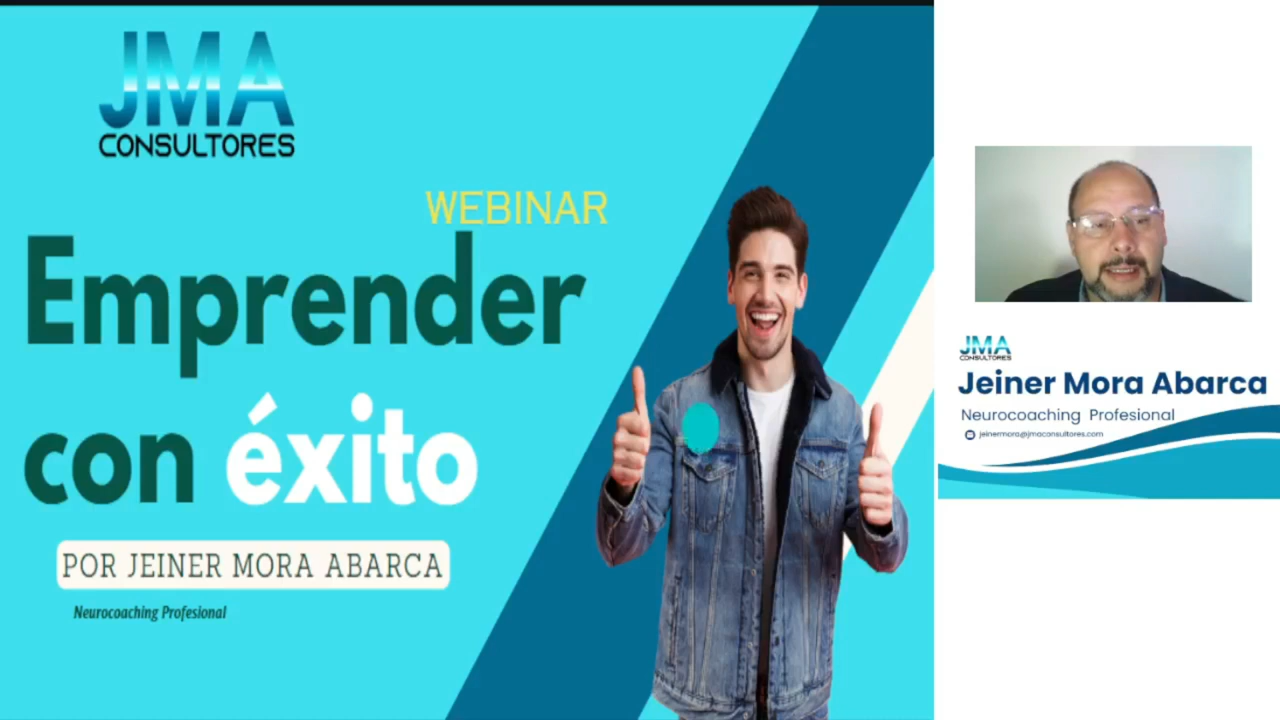 JMA
CONSULTORES
WEBINAR
Emprender
con éxito
POR JEINER MORA ABARCA
Neurocoaching Profesional
JMA
CONSULTORES
Jeiner Mora Abarca
Neurocoaching Profesional
jeinermora@jmaconsultores.com